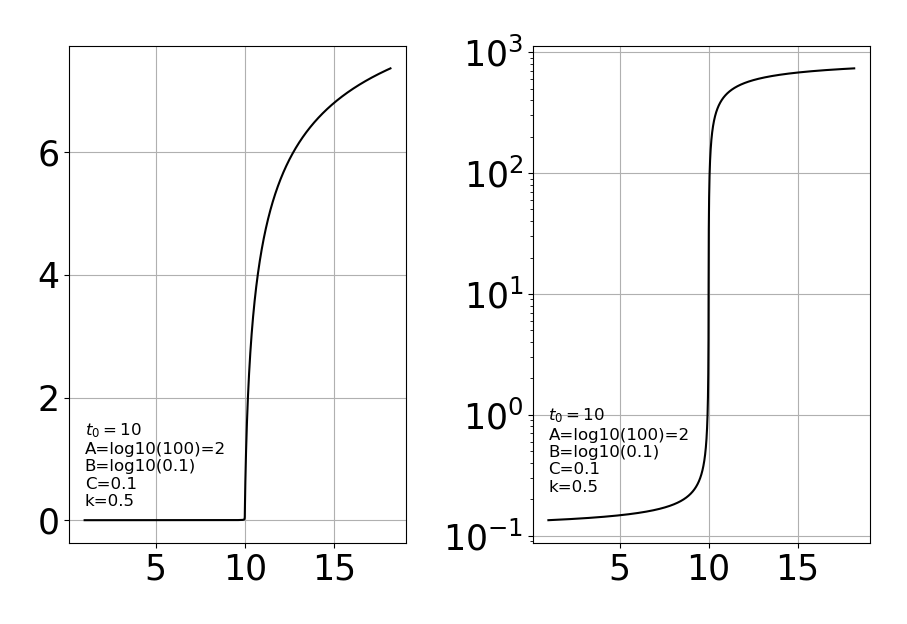 6
4
2
0
t₀ = 10
A=log10(100)=2
B=log10(0.1)
C=0.1
k=0.5
5 10 15
10³
10²
10¹
10⁰
10⁻¹
t₀ = 10
A=log10(100)=2
B=log10(0.1)
C=0.1
k=0.5
5 10 15